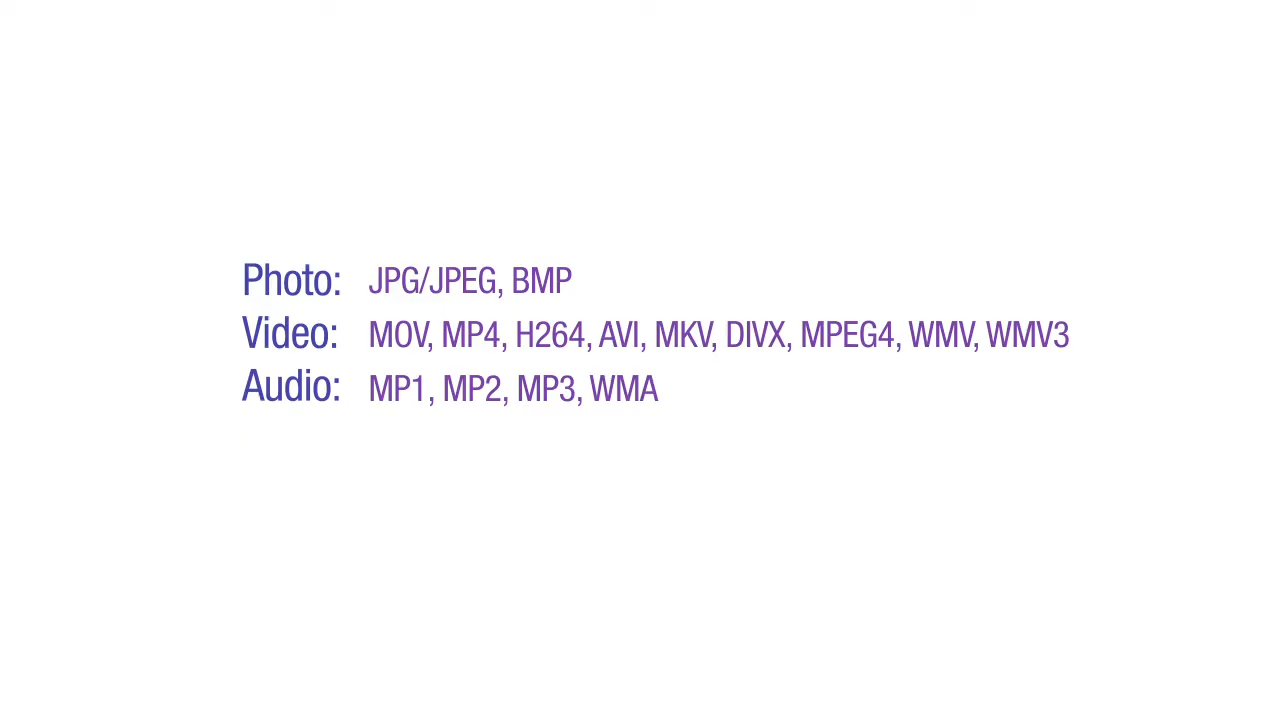 Photo: JPG/JPEG, BMP
Video: MOV, MP4, H264, AVI, MKV, DIVX, MPEG4, WMV, WMV3
Audio: MP1, MP2, MP3, WMA